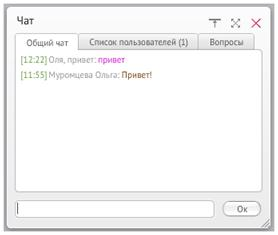 Чат
Общий чат
Список пользователей (1)
Вопросы
[12:22] Оля, привет: привет
[11:55] Муромцева Ольга: Привет!
Ок